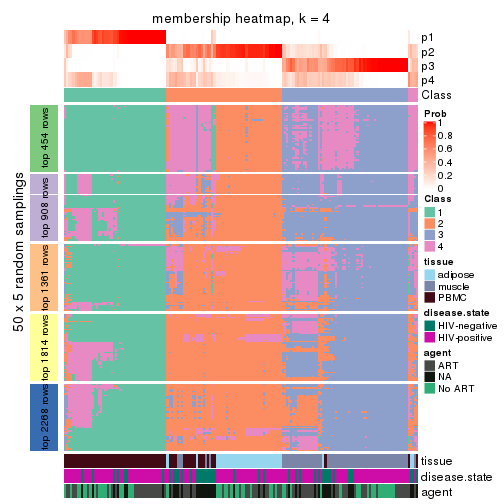 membership heatmap, k = 4
p1
p2
p3
p4
Class
50 x 5 random samplings
top 454 rows
top 908 rows
top 1361 rows
top 1814 rows
top 2268 rows
Prob
1
0.8
0.6
0.4
0.2
0
Class
1
2
3
4
tissue
adipose
muscle
PBMC
disease.state
HIV-negative
HIV-positive
agent
ART
NA
No ART
tissue
disease.state
agent